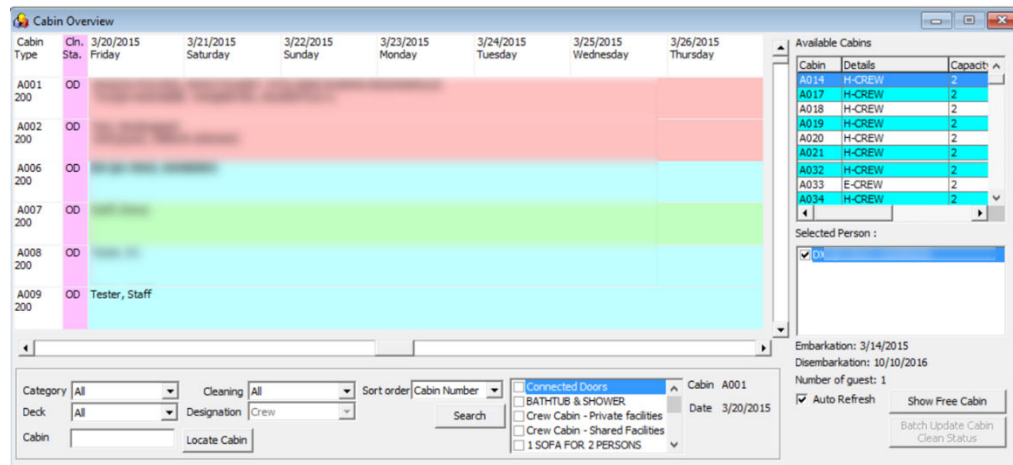 Cabin Overview
Cabin Type Cln. Sta. 3/20/2015 Friday 3/21/2015 Saturday 3/22/2015 Sunday 3/23/2015 Monday 3/24/2015 Tuesday 3/25/2015 Wednesday 3/26/2015 Thursday
A001 200 OD
A002 200 OD
A006 200 OD
A007 200 OD
A008 200 OD
A009 200 OD Tester, Staff
Available Cabins
Cabin Details Capacity
A014 H-CREW 2
A017 H-CREW 2
A018 H-CREW 2
A019 H-CREW 2
A020 H-CREW 2
A021 H-CREW 2
A032 H-CREW 2
A033 E-CREW 2
A034 H-CREW 2
Selected Person :
Embarkation: 3/14/2015
Disembarkation: 10/10/2016
Number of guest: 1
Auto Refresh
Show Free Cabin
Batch Update Cabin
Clean Status
Category All Cleaning All Sort order Cabin Number
Deck All Designation Crew Search
Cabin Locate Cabin
Connected Doors
BATHTUB & SHOWER
Crew Cabin - Private facilities
Crew Cabin - Shared Facilities
1 SOFA FOR 2 PERSONS
Cabin A001
Date 3/20/2015